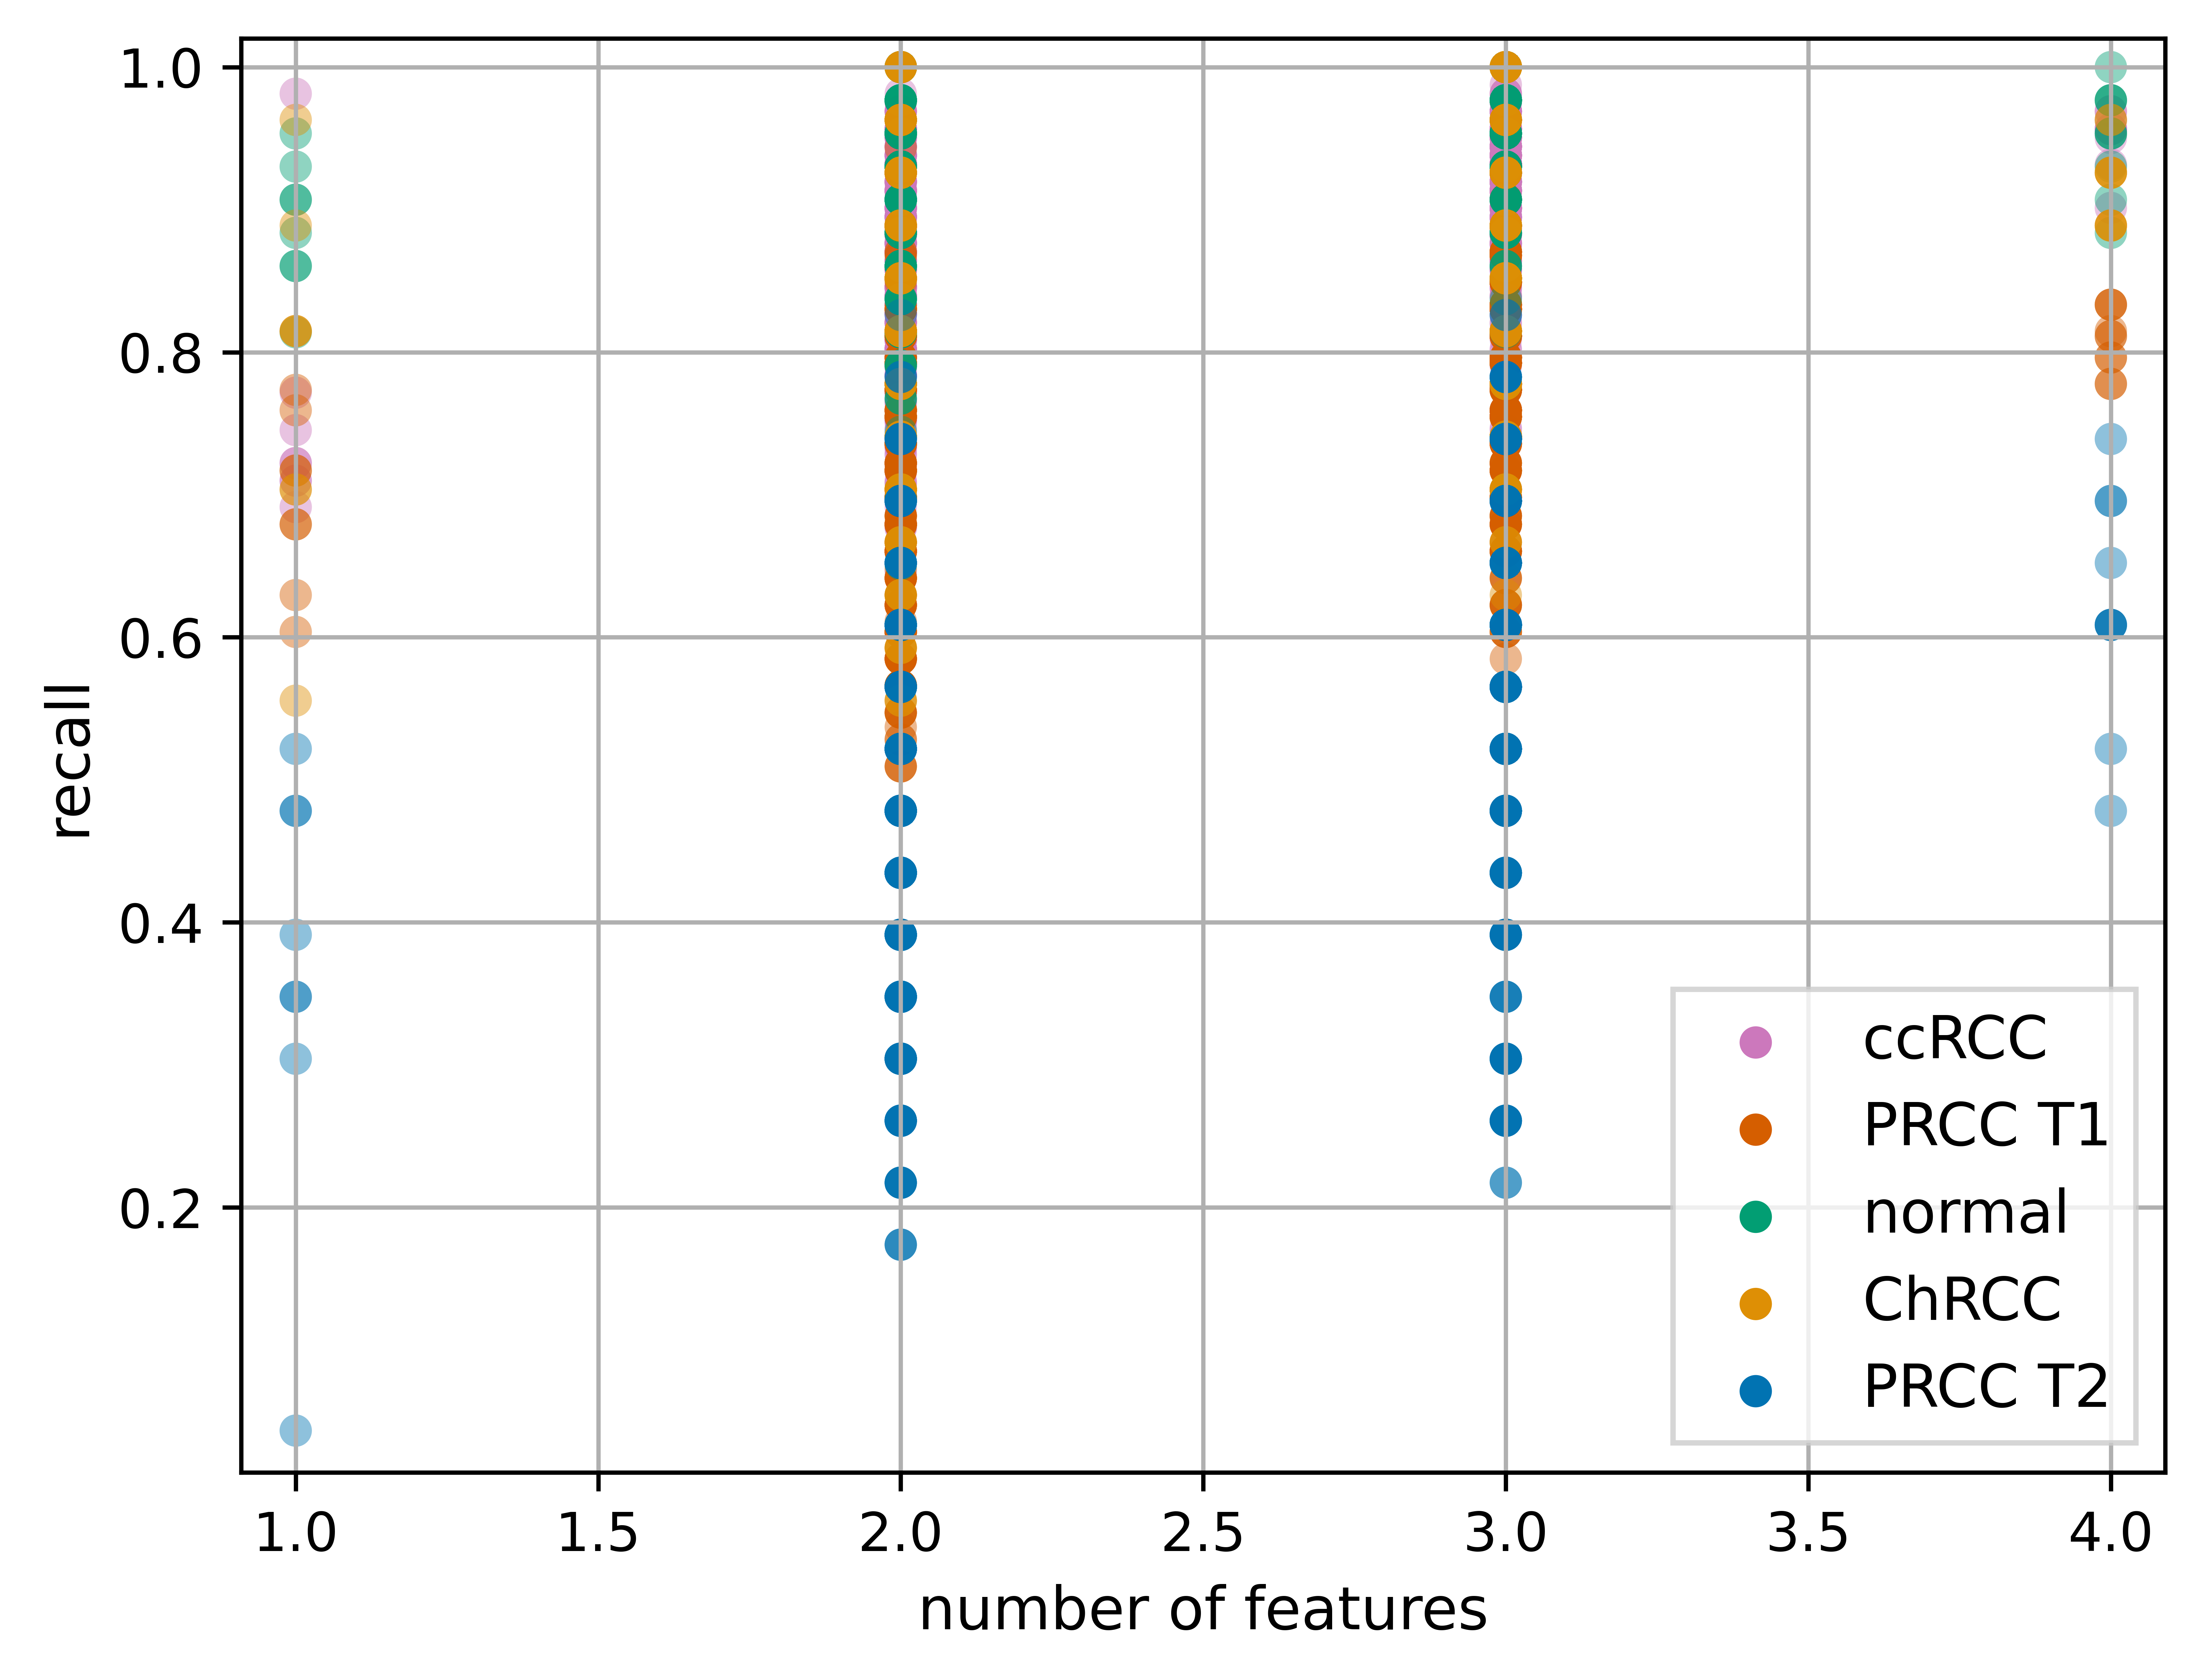 1.0
0.8
0.6
0.4
0.2
recall
ccRCC
PRCC T1
normal
ChRCC
PRCC T2
1.0 1.5 2.0 2.5 3.0 3.5 4.0
number of features